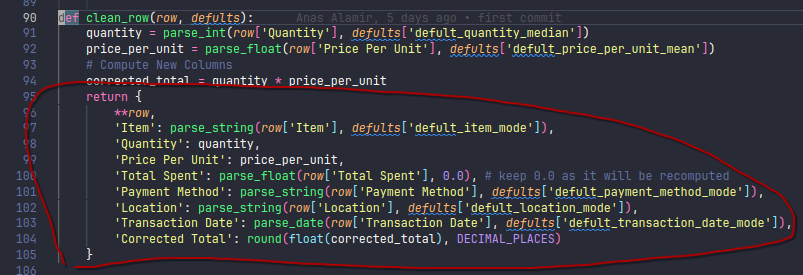 89
90 def clean_row(row, defults): Anas Alamir, 5 days ago • first commit
91 quantity = parse_int(row['Quantity'], defults['defult_quantity_median'])
92 price_per_unit = parse_float(row['Price Per Unit'], defults['defult_price_per_unit_mean'])
93 # Compute New Columns
94 corrected_total = quantity * price_per_unit
95 return {
96 **row,
97 'Item': parse_string(row['Item'], defults['defult_item_mode']),
98 'Quantity': quantity,
99 'Price Per Unit': price_per_unit,
100 'Total Spent': parse_float(row['Total Spent'], 0.0), # keep 0.0 as it will be recomputed
101 'Payment Method': parse_string(row['Payment Method'], defults['defult_payment_method_mode']),
102 'Location': parse_string(row['Location'], defults['defult_location_mode']),
103 'Transaction Date': parse_date(row['Transaction Date'], defults['defult_transaction_date_mode']),
104 'Corrected Total': round(float(corrected_total), DECIMAL_PLACES)
105 }
106